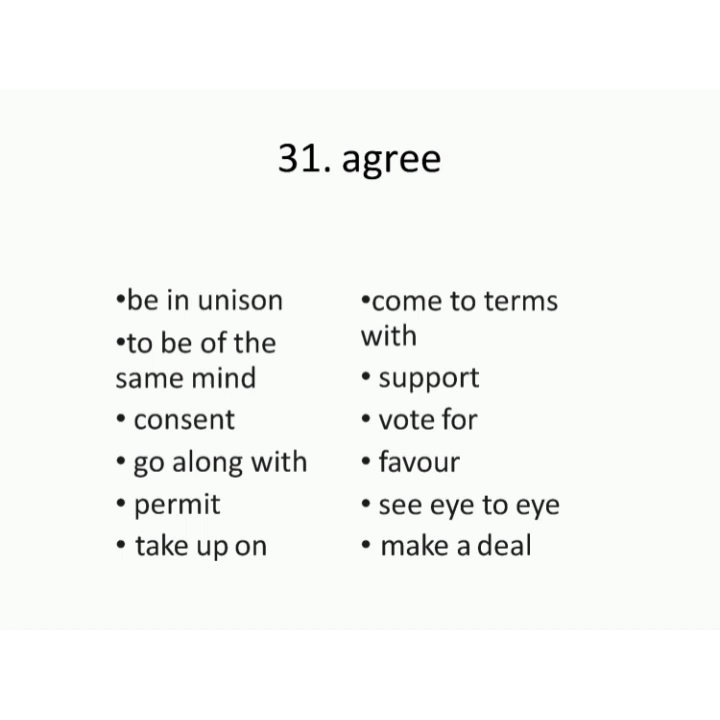 31. agree
•be in unison
•to be of the
same mind
• consent
• go along with
• permit
• take up on
•come to terms
with
• support
• vote for
• favour
• see eye to eye
• make a deal